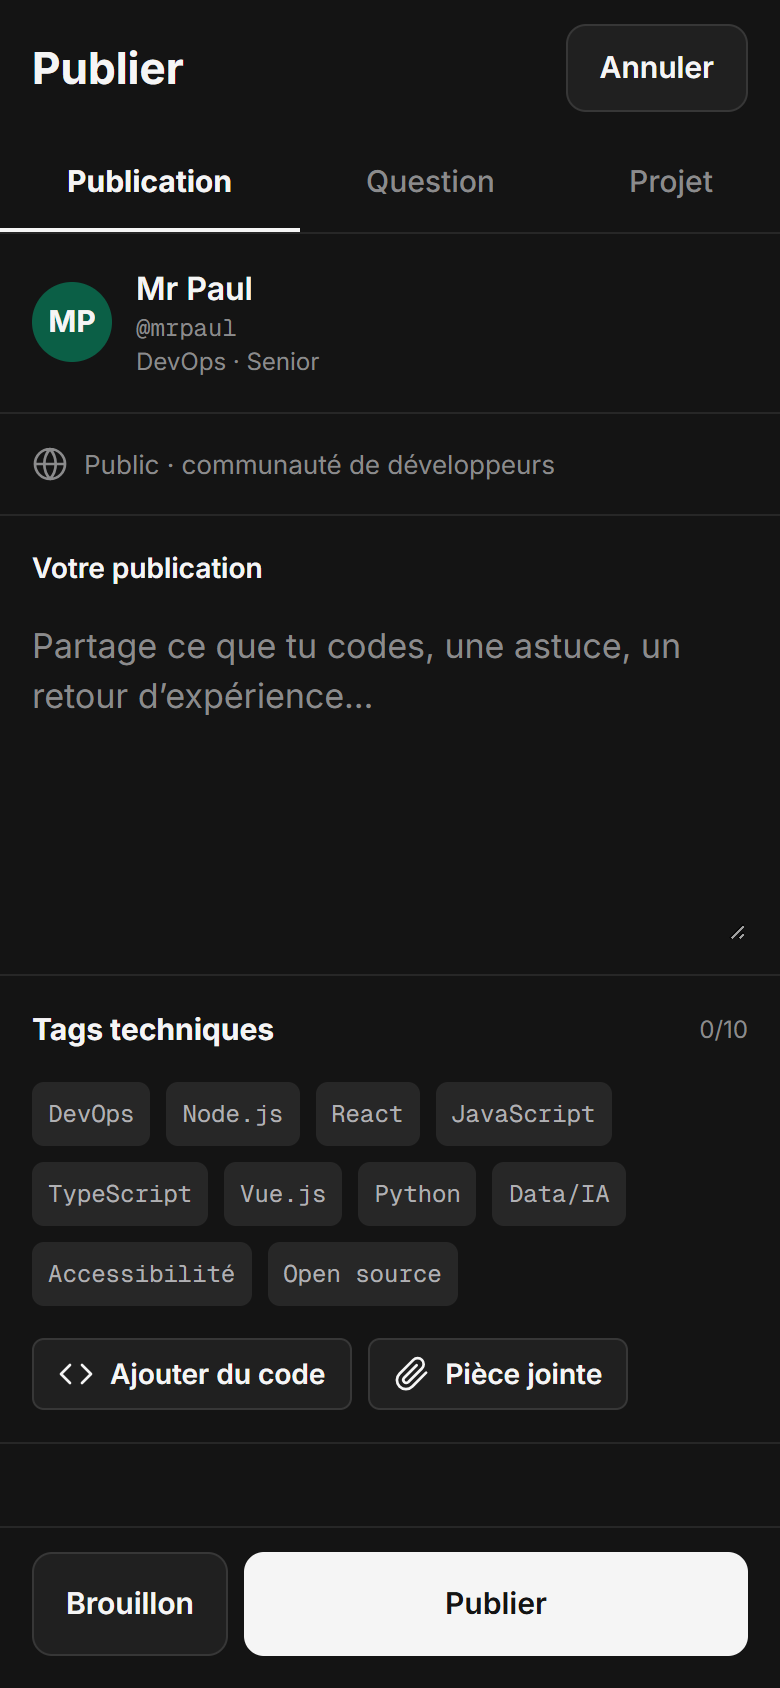 Publier
Annuler
Publication Question Projet
MP
Mr Paul
@mrpaul
DevOps · Senior
Public · communauté de développeurs
Votre publication
Partage ce que tu codes, une astuce, un
retour d’expérience…
Tags techniques 0/10
DevOps Node.js React JavaScript
TypeScript Vue.js Python Data/IA
Accessibilité Open source
Ajouter du code Pièce jointe
Brouillon Publier